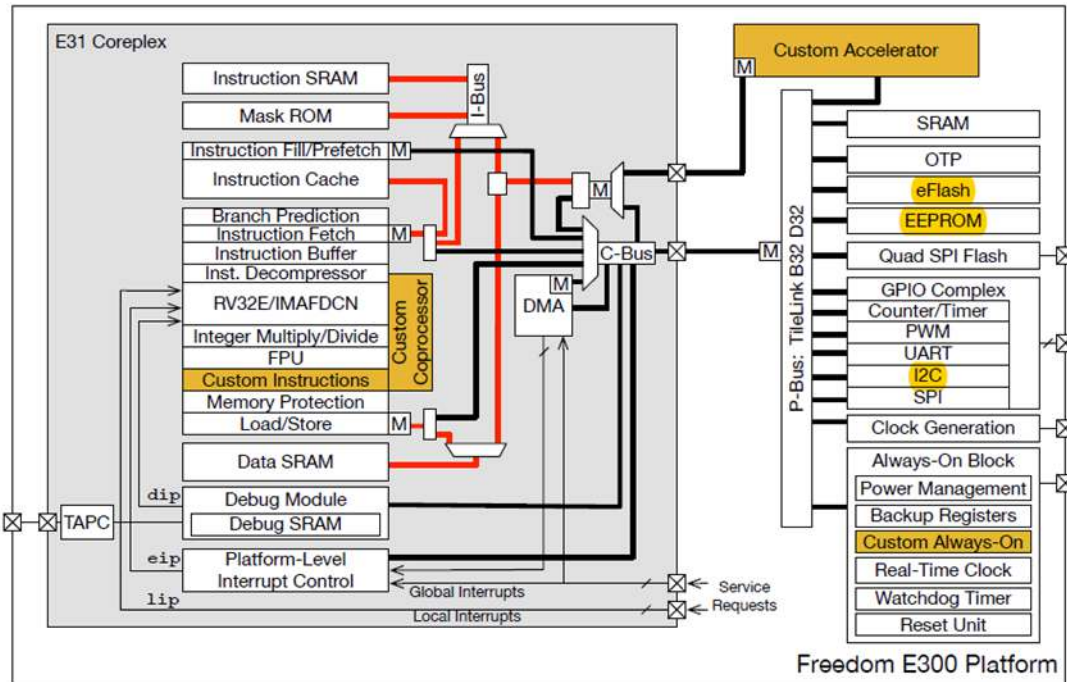 E31 Coreplex
Instruction SRAM
Mask ROM
I-Bus
Instruction Fill/Prefetch
M
Instruction Cache
Branch Prediction
Instruction Fetch
M
Instruction Buffer
Inst. Decompressor
RV32E/IMAFDCN
Integer Multiply/Divide
FPU
Custom Instructions
Custom
Coprocessor
Memory Protection
Load/Store
M
Data SRAM
dip
Debug Module
Debug SRAM
TAPC
eip
Platform-Level
Interrupt Control
lip
Global Interrupts
Local Interrupts
Service
Requests
M
C-Bus
M
DMA
Custom Accelerator
M
M
P-Bus: TileLink B32 D32
SRAM
OTP
eFlash
EEPROM
Quad SPI Flash
GPIO Complex
Counter/Timer
PWM
UART
I2C
SPI
Clock Generation
Always-On Block
Power Management
Backup Registers
Custom Always-On
Real-Time Clock
Watchdog Timer
Reset Unit
Freedom E300 Platform